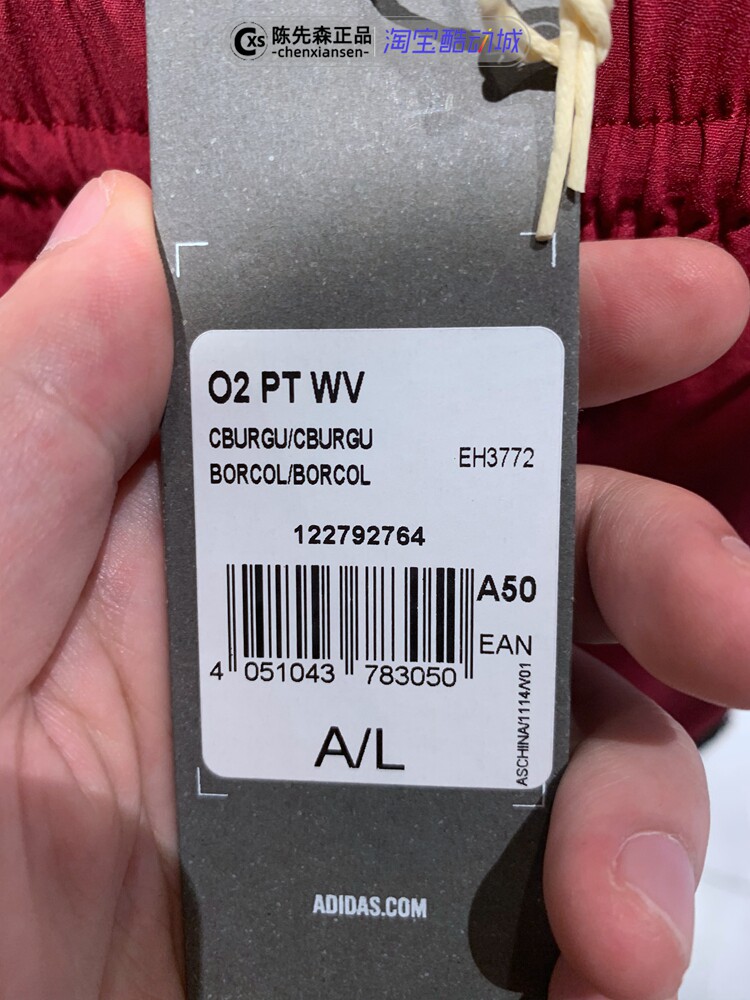 CXS 陈先森正品 淘宝酷动城
-chenxiansen-
O2 PT WV
CBURGU/CBURGU
BORCOL/BORCOL
EH3772
122792764
A50
EAN
4 051043 783050
A/L
ASCHINA/1114/V01
ADIDAS.COM